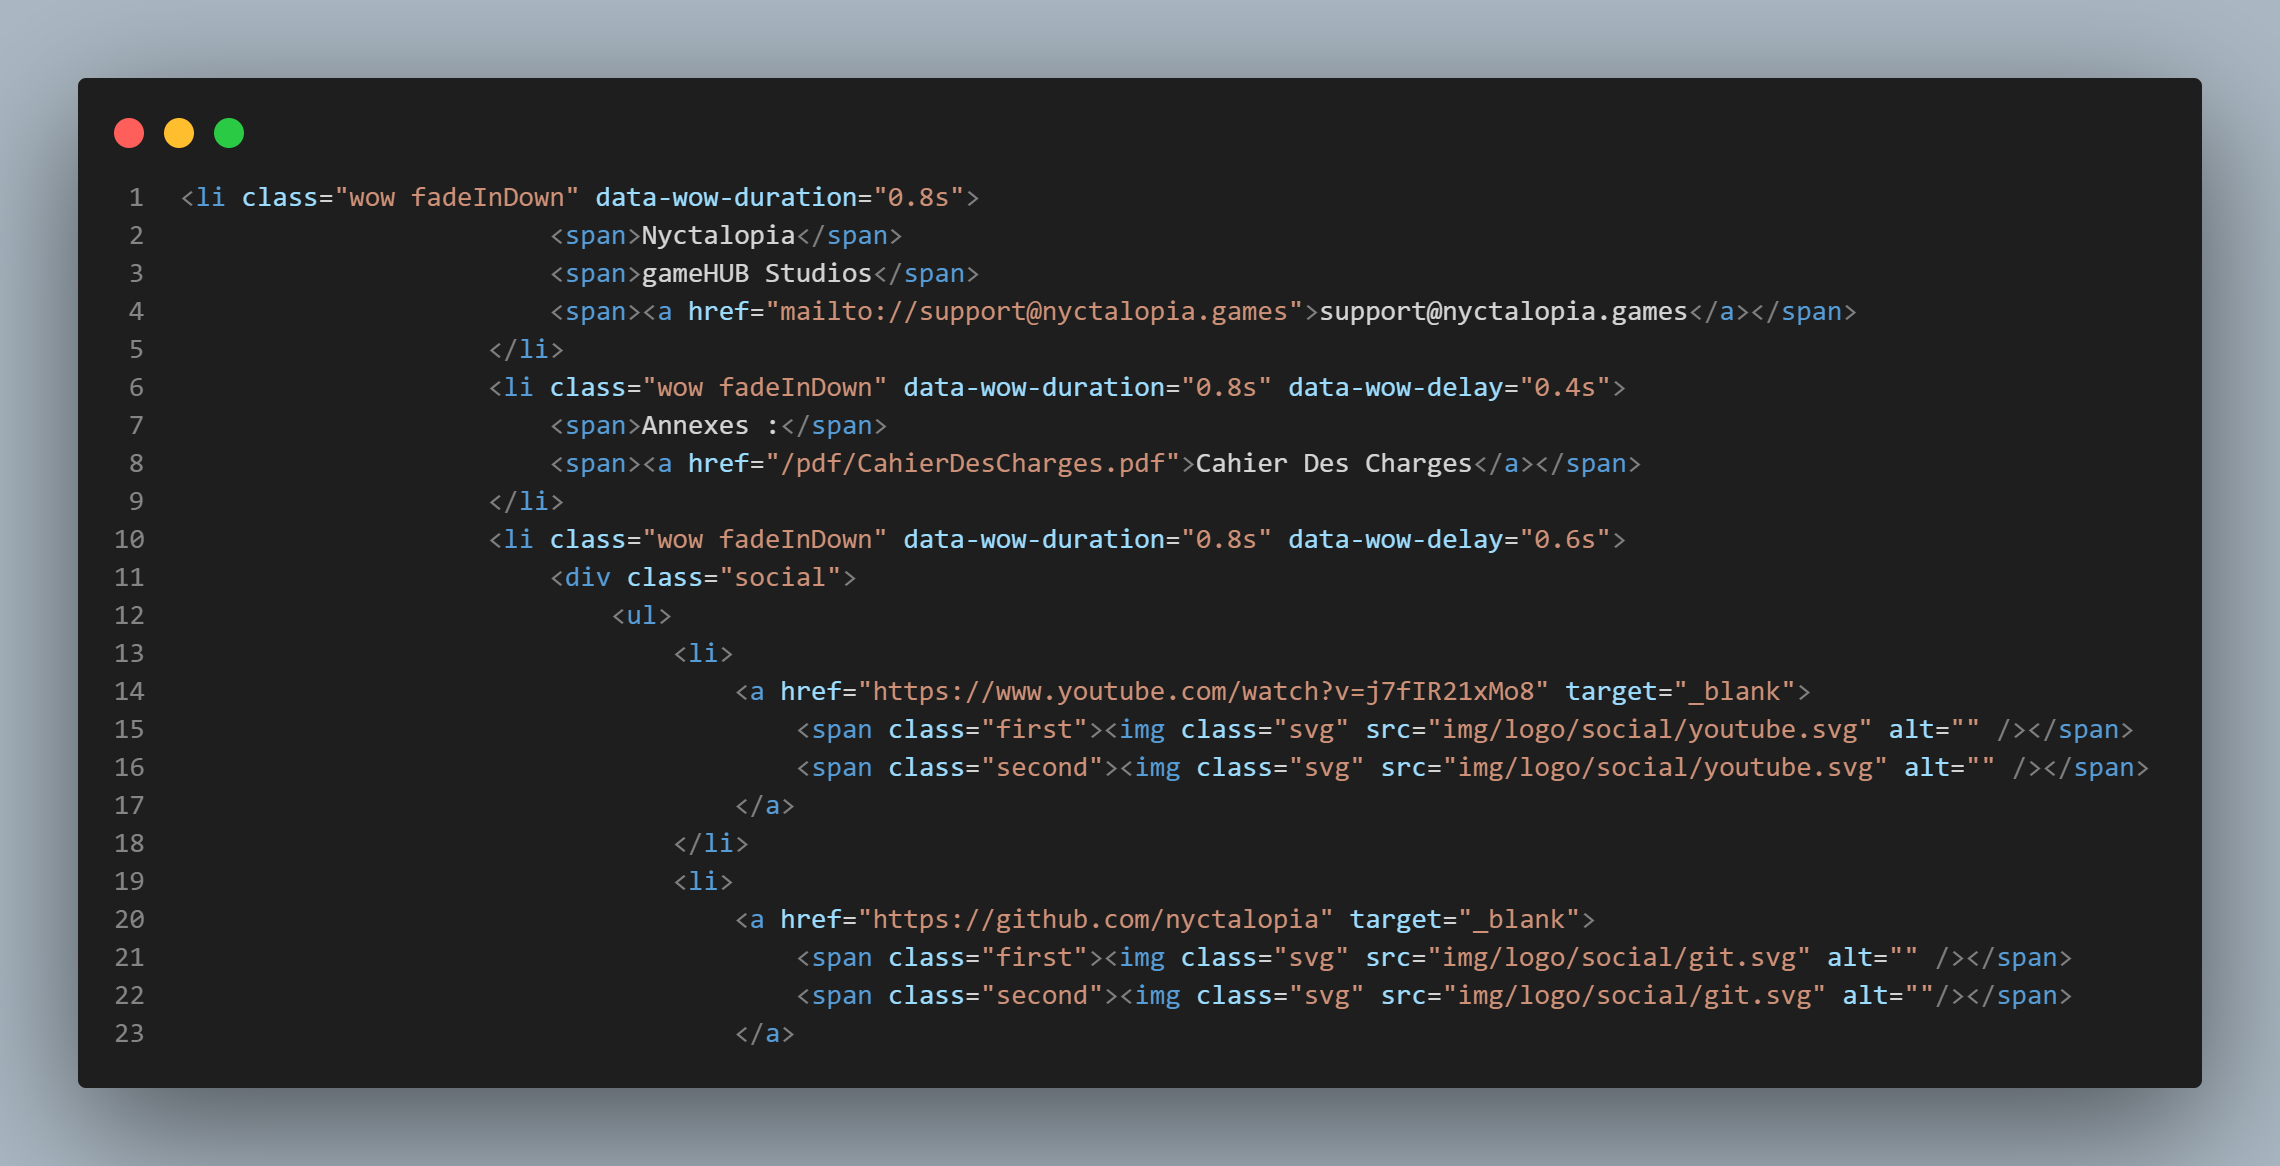 1 <li class="wow fadeInDown" data-wow-duration="0.8s">
2 <span>Nyctalopia</span>
3 <span>gameHUB Studios</span>
4 <span><a href="mailto://support@nyctalopia.games">support@nyctalopia.games</a></span>
5 </li>
6 <li class="wow fadeInDown" data-wow-duration="0.8s" data-wow-delay="0.4s">
7 <span>Annexes :</span>
8 <span><a href="/pdf/CahierDesCharges.pdf">Cahier Des Charges</a></span>
9 </li>
10 <li class="wow fadeInDown" data-wow-duration="0.8s" data-wow-delay="0.6s">
11 <div class="social">
12 <ul>
13 <li>
14 <a href="https://www.youtube.com/watch?v=j7fIR21xMo8" target="_blank">
15 <span class="first"><img class="svg" src="img/logo/social/youtube.svg" alt="" /></span>
16 <span class="second"><img class="svg" src="img/logo/social/youtube.svg" alt="" /></span>
17 </a>
18 </li>
19 <li>
20 <a href="https://github.com/nyctalopia" target="_blank">
21 <span class="first"><img class="svg" src="img/logo/social/git.svg" alt="" /></span>
22 <span class="second"><img class="svg" src="img/logo/social/git.svg" alt=""/></span>
23 </a>